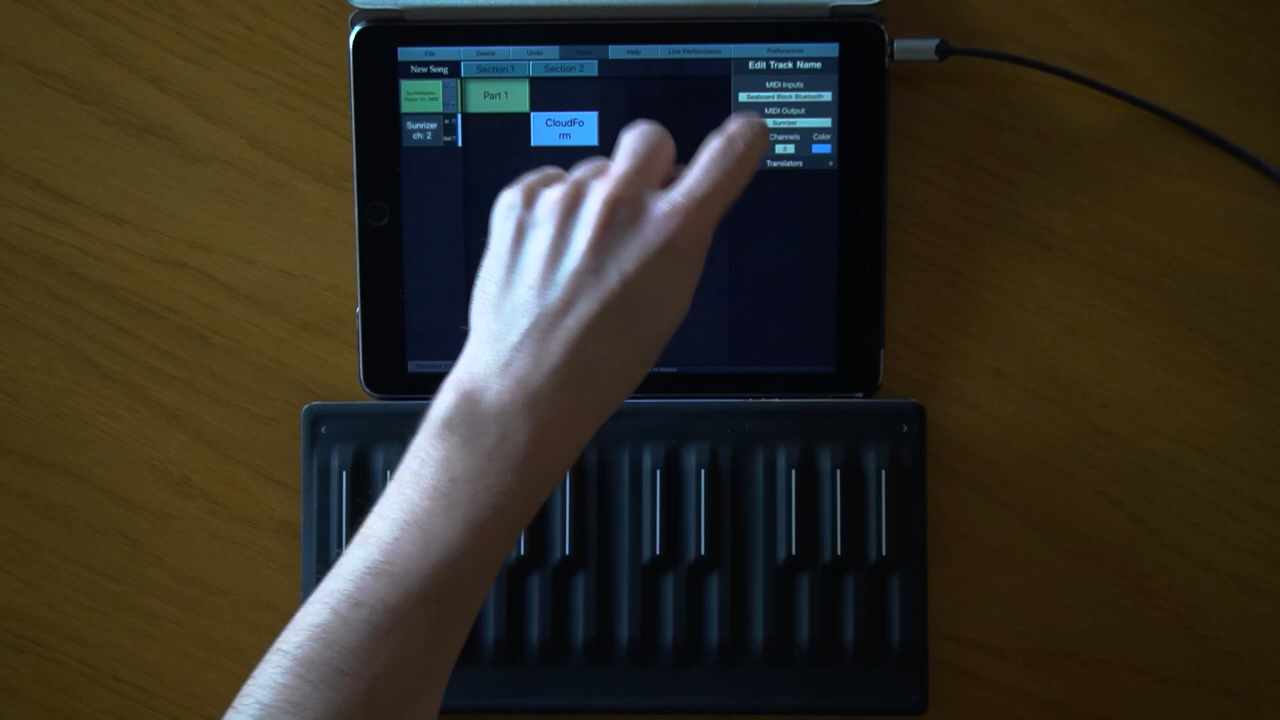 File Delete Undo Redo Help Live Performance Preferences
New Song Section 1 Section 2 Edit Track Name
MIDI Inputs
Seaboard Block Bluetooth
MIDI Output
Sunrizer
Channels Color
2
Translators +
Part 1
Sunrizer
ch: 2
CloudFo
rm